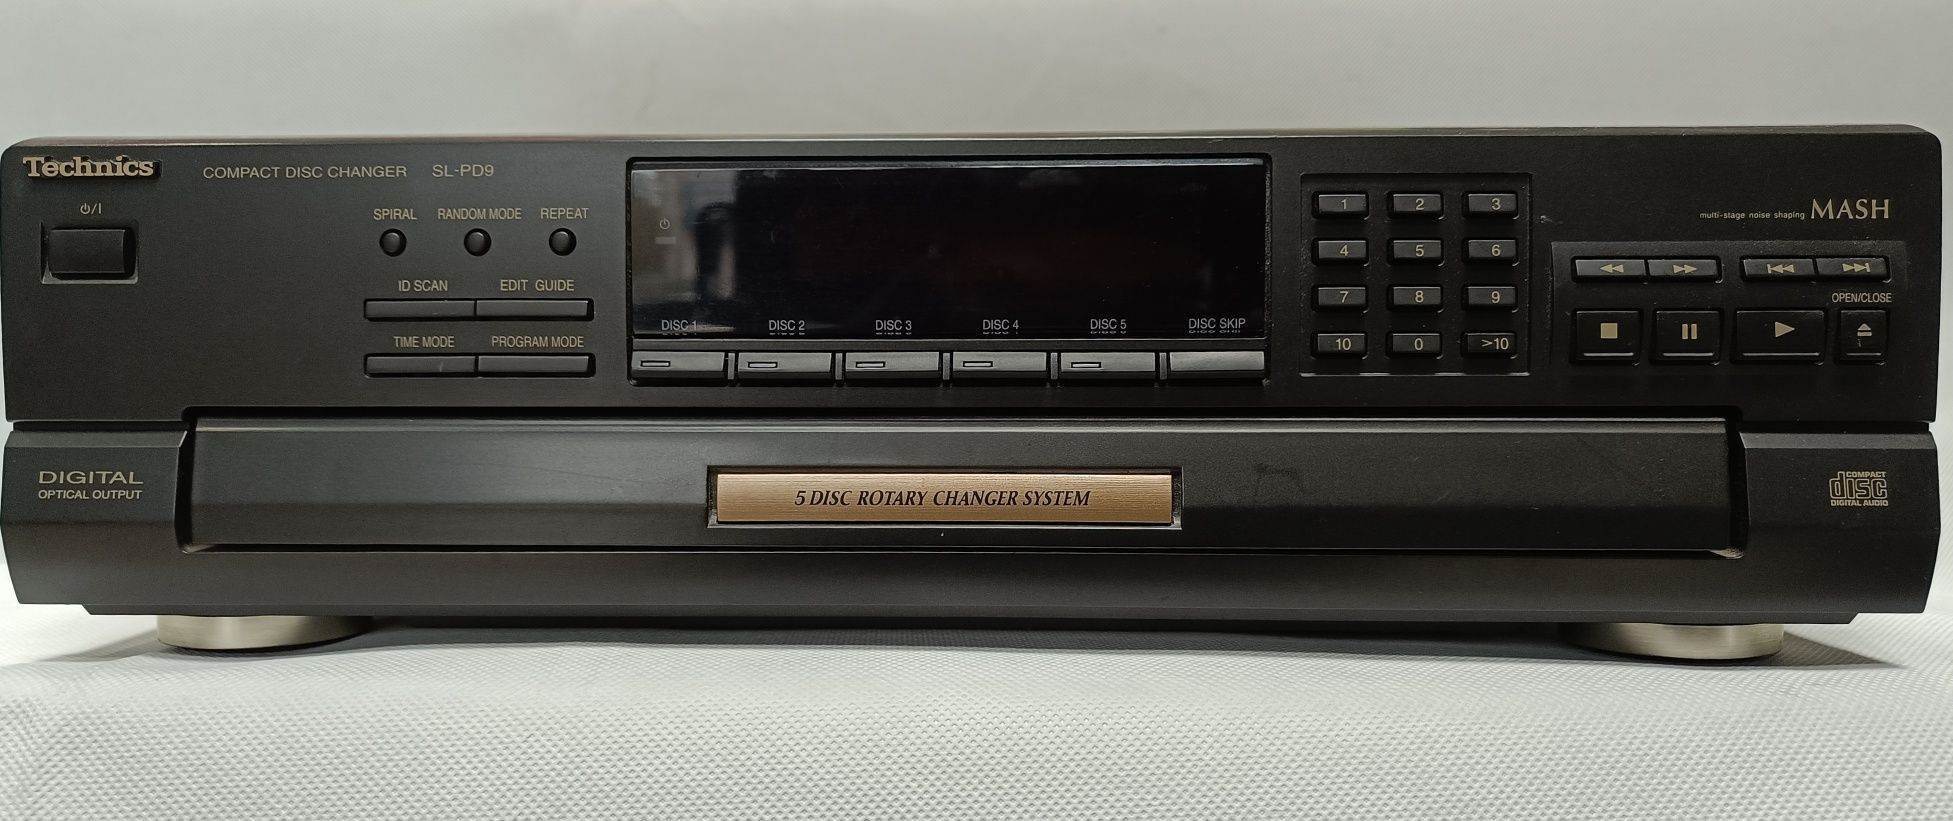 Technics
COMPACT DISC CHANGER SL-PD9
⏻/I
SPIRAL RANDOM MODE REPEAT
ID SCAN EDIT GUIDE
TIME MODE PROGRAM MODE
DISC 1 DISC 2 DISC 3 DISC 4 DISC 5 DISC SKIP
1 2 3
4 5 6
7 8 9
10 0 >10
multi-stage noise shaping MASH
OPEN/CLOSE
DIGITAL
OPTICAL OUTPUT
5 DISC ROTARY CHANGER SYSTEM
COMPACT
disc
DIGITAL AUDIO